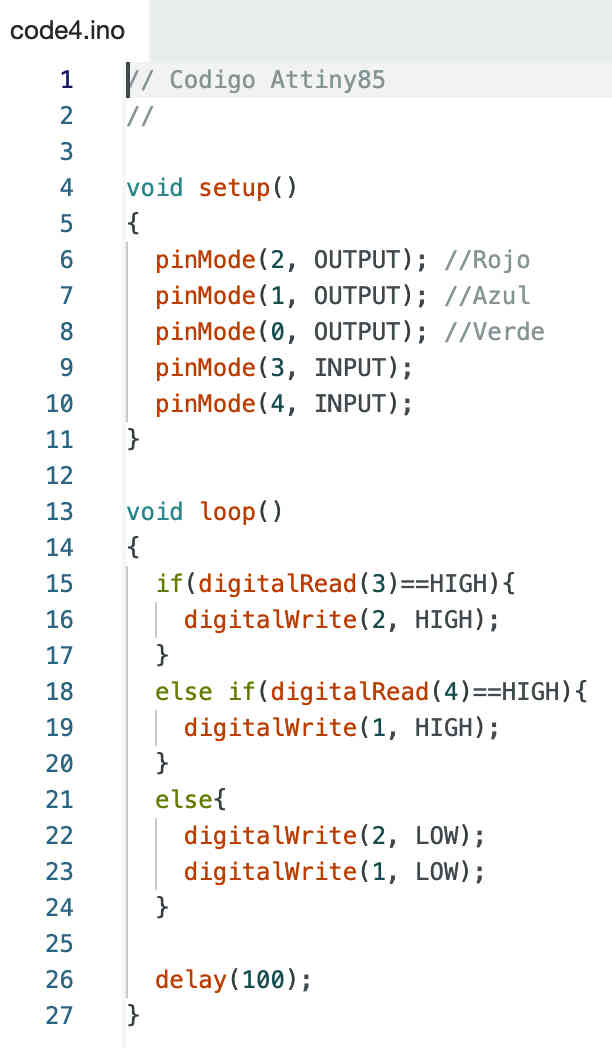 code4.ino
1 // Codigo Attiny85
2 //
3
4 void setup()
5 {
6   pinMode(2, OUTPUT); //Rojo
7   pinMode(1, OUTPUT); //Azul
8   pinMode(0, OUTPUT); //Verde
9   pinMode(3, INPUT);
10   pinMode(4, INPUT);
11 }
12
13 void loop()
14 {
15   if(digitalRead(3)==HIGH){
16     digitalWrite(2, HIGH);
17   }
18   else if(digitalRead(4)==HIGH){
19     digitalWrite(1, HIGH);
20   }
21   else{
22     digitalWrite(2, LOW);
23     digitalWrite(1, LOW);
24   }
25
26   delay(100);
27 }